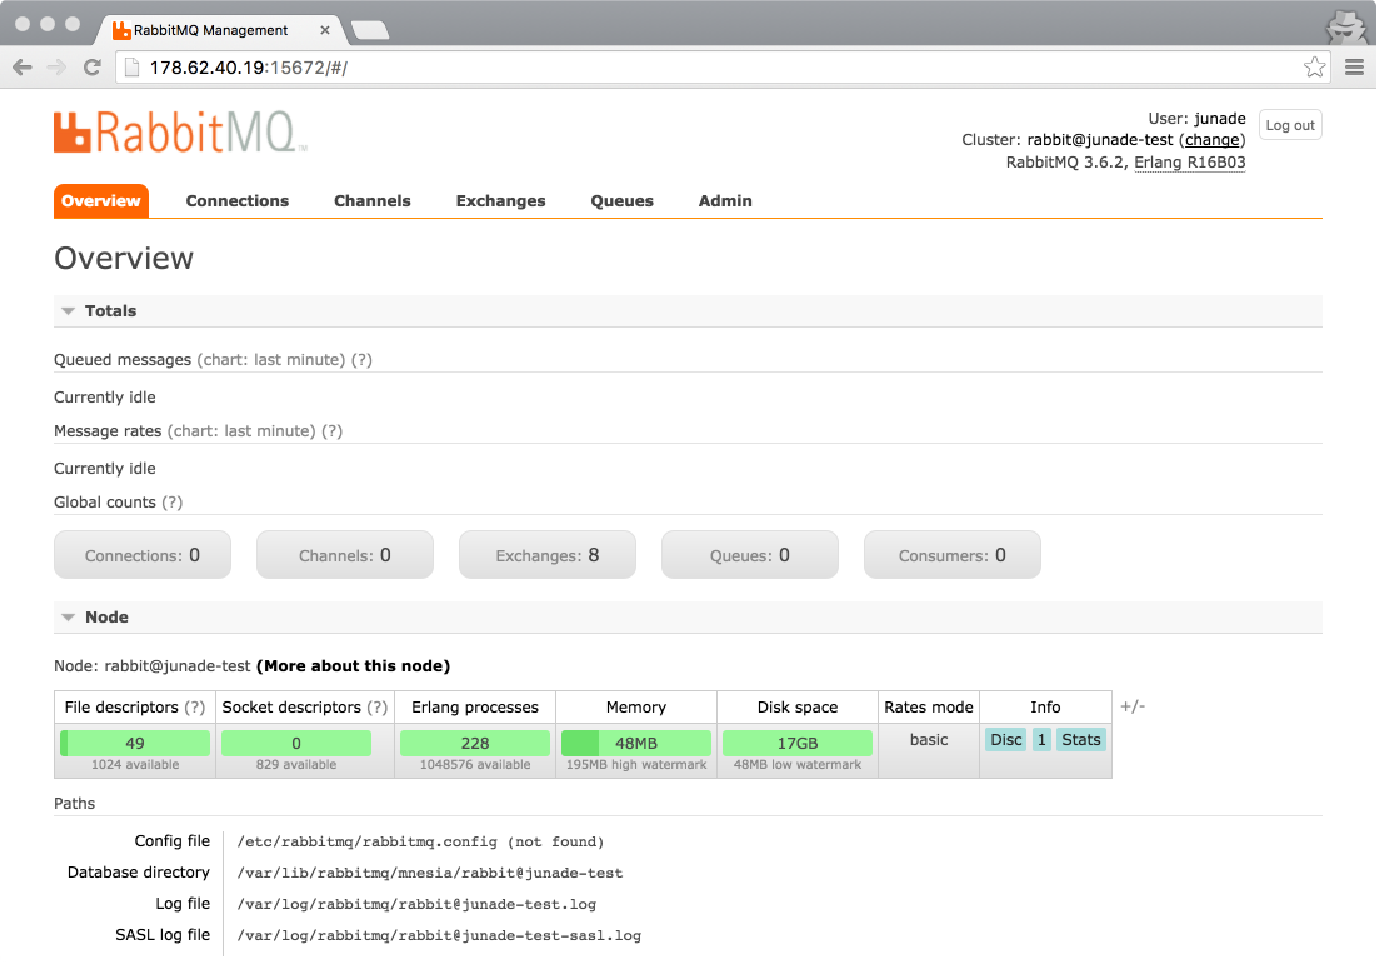 RabbitMQ Management
178.62.40.19:15672/#/
RabbitMQ™
User: junade
Log out
Cluster: rabbit@junade-test (change)
RabbitMQ 3.6.2, Erlang R16B03
Overview Connections Channels Exchanges Queues Admin
Overview
Totals
Queued messages (chart: last minute) (?)
Currently idle
Message rates (chart: last minute) (?)
Currently idle
Global counts (?)
Connections: 0 Channels: 0 Exchanges: 8 Queues: 0 Consumers: 0
Node
Node: rabbit@junade-test (More about this node)
File descriptors (?) Socket descriptors (?) Erlang processes Memory Disk space Rates mode Info +/-
49 0 228 48MB 17GB basic Disc 1 Stats
1024 available 829 available 1048576 available 195MB high watermark 48MB low watermark
Paths
Config file /etc/rabbitmq/rabbitmq.config (not found)
Database directory /var/lib/rabbitmq/mnesia/rabbit@junade-test
Log file /var/log/rabbitmq/rabbit@junade-test.log
SASL log file /var/log/rabbitmq/rabbit@junade-test-sasl.log